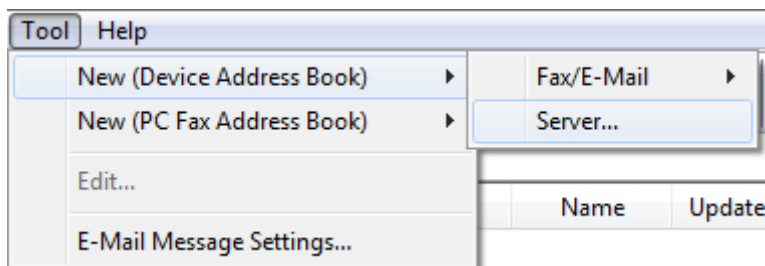 Tool Help
New (Device Address Book) Fax/E-Mail
New (PC Fax Address Book) Server...
Edit...
Name Update
E-Mail Message Settings...